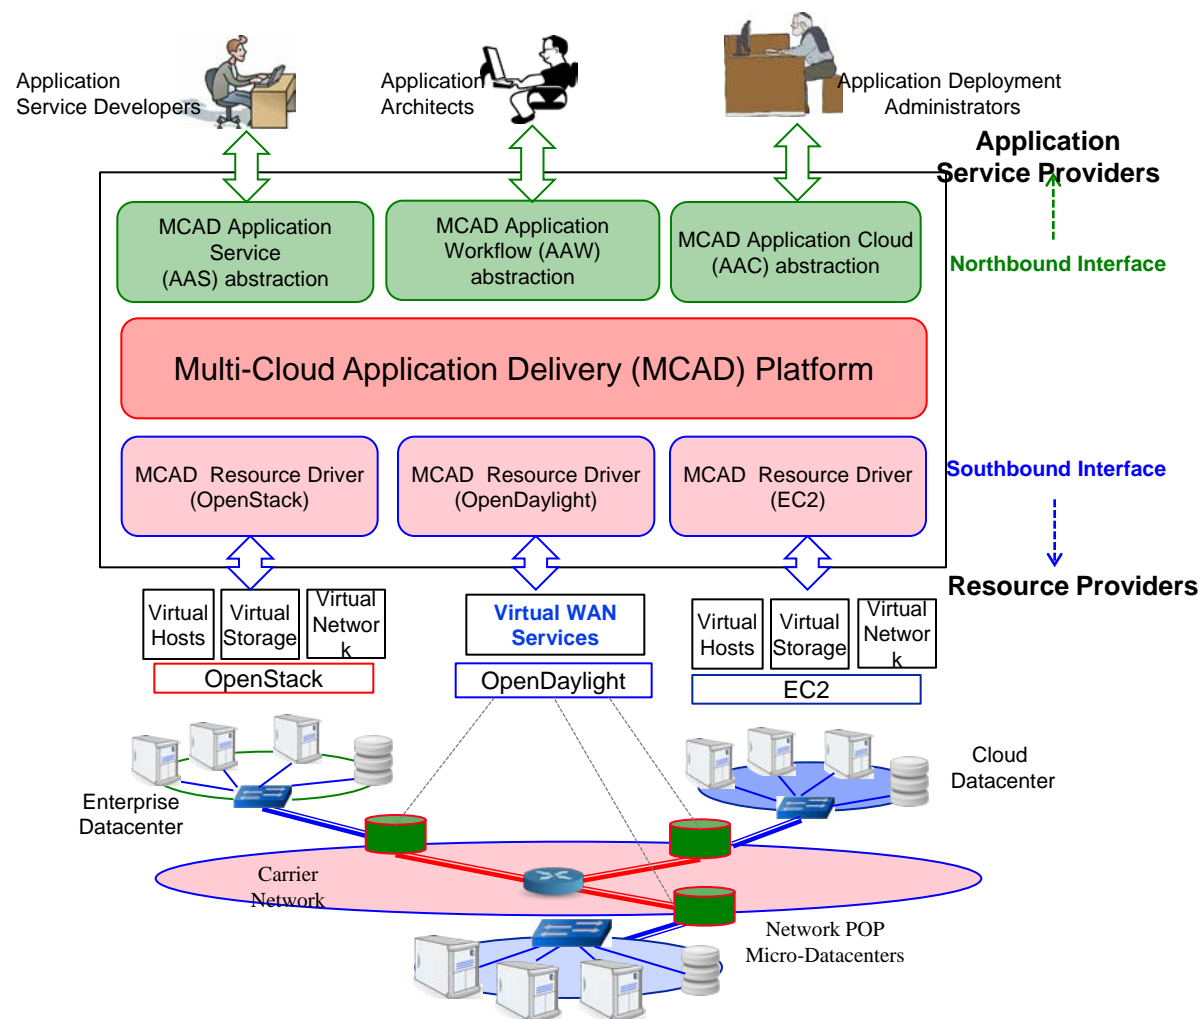 Application
Service Developers
Application
Architects
Application Deployment
Administrators
Application
Service Providers
MCAD Application
Service
(AAS) abstraction
MCAD Application
Workflow (AAW)
abstraction
MCAD Application Cloud
(AAC) abstraction
Northbound Interface
Multi-Cloud Application Delivery (MCAD) Platform
MCAD Resource Driver
(OpenStack)
MCAD Resource Driver
(OpenDaylight)
MCAD Resource Driver
(EC2)
Southbound Interface
Resource Providers
Virtual
Hosts
Virtual
Storage
Virtual
Networ
k
OpenStack
Virtual WAN
Services
OpenDaylight
Virtual
Hosts
Virtual
Storage
Virtual
Networ
k
EC2
Enterprise
Datacenter
Cloud
Datacenter
Carrier
Network
Network POP
Micro-Datacenters